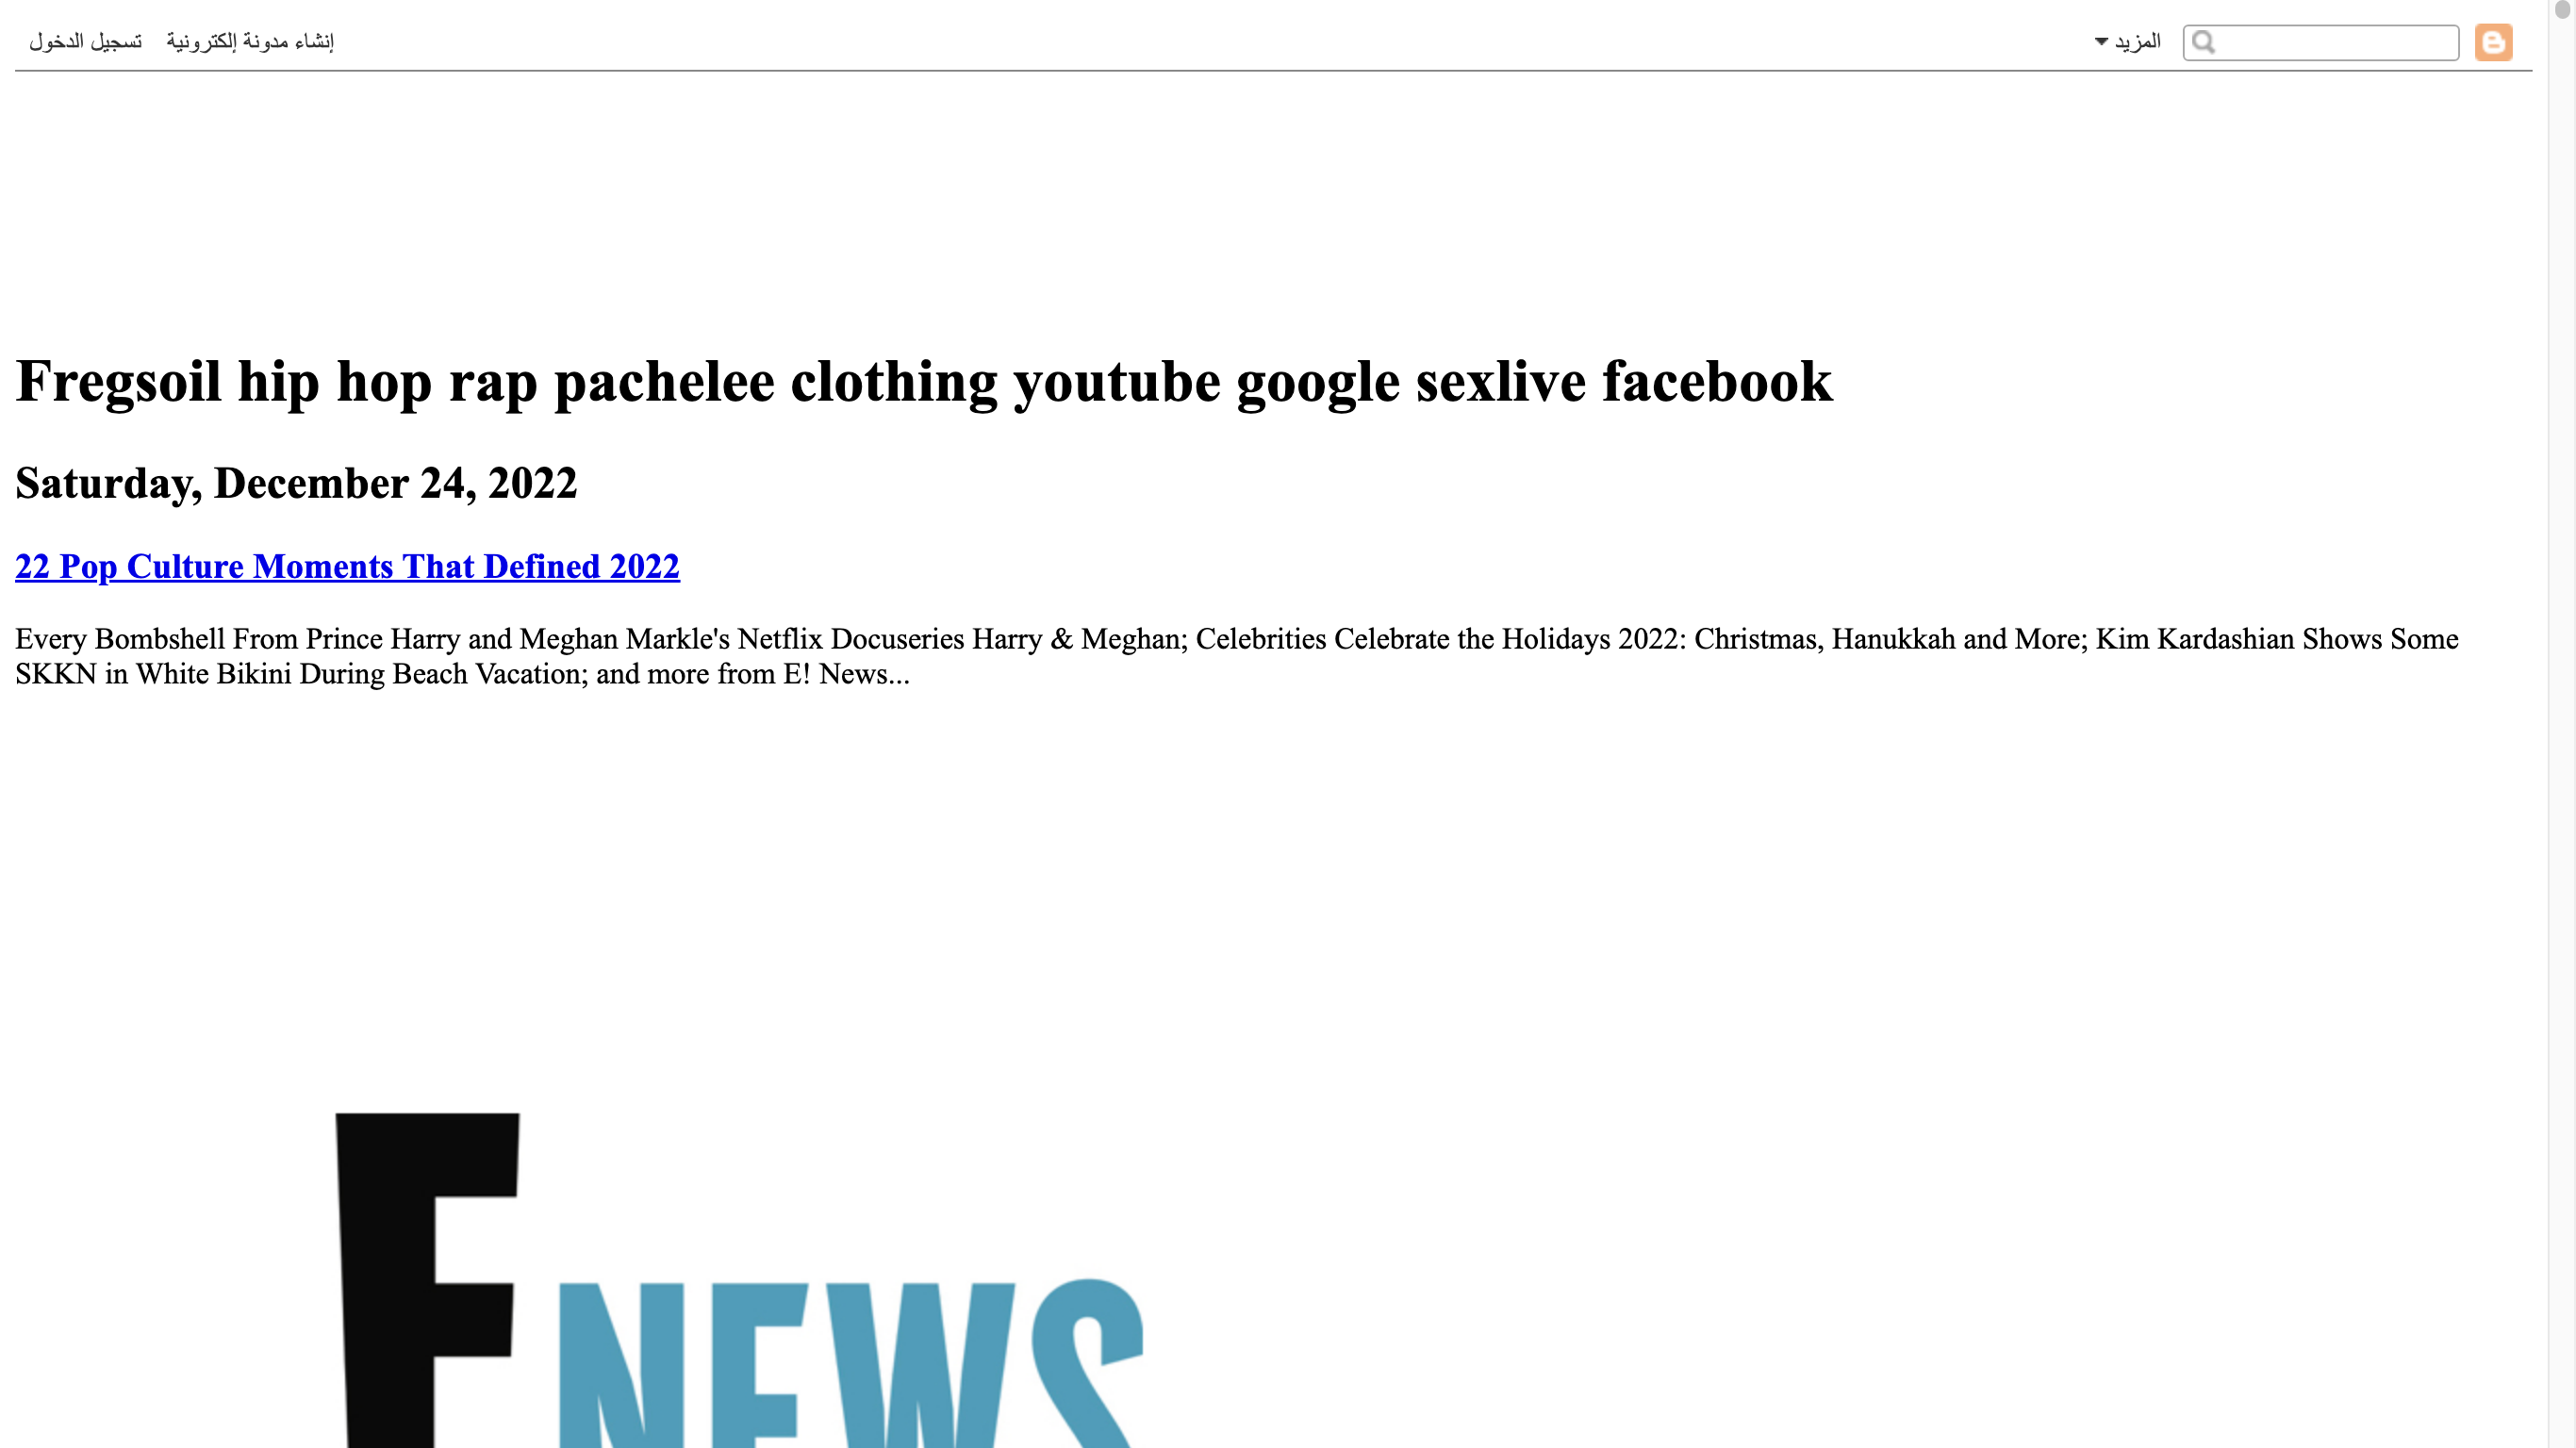 تسجيل الدخول إنشاء مدونة إلكترونية المزيد
Fregsoil hip hop rap pachelee clothing youtube google sexlive facebook
Saturday, December 24, 2022
22 Pop Culture Moments That Defined 2022
Every Bombshell From Prince Harry and Meghan Markle's Netflix Docuseries Harry & Meghan; Celebrities Celebrate the Holidays 2022: Christmas, Hanukkah and More; Kim Kardashian Shows Some
SKKN in White Bikini During Beach Vacation; and more from E! News...
E NEWS